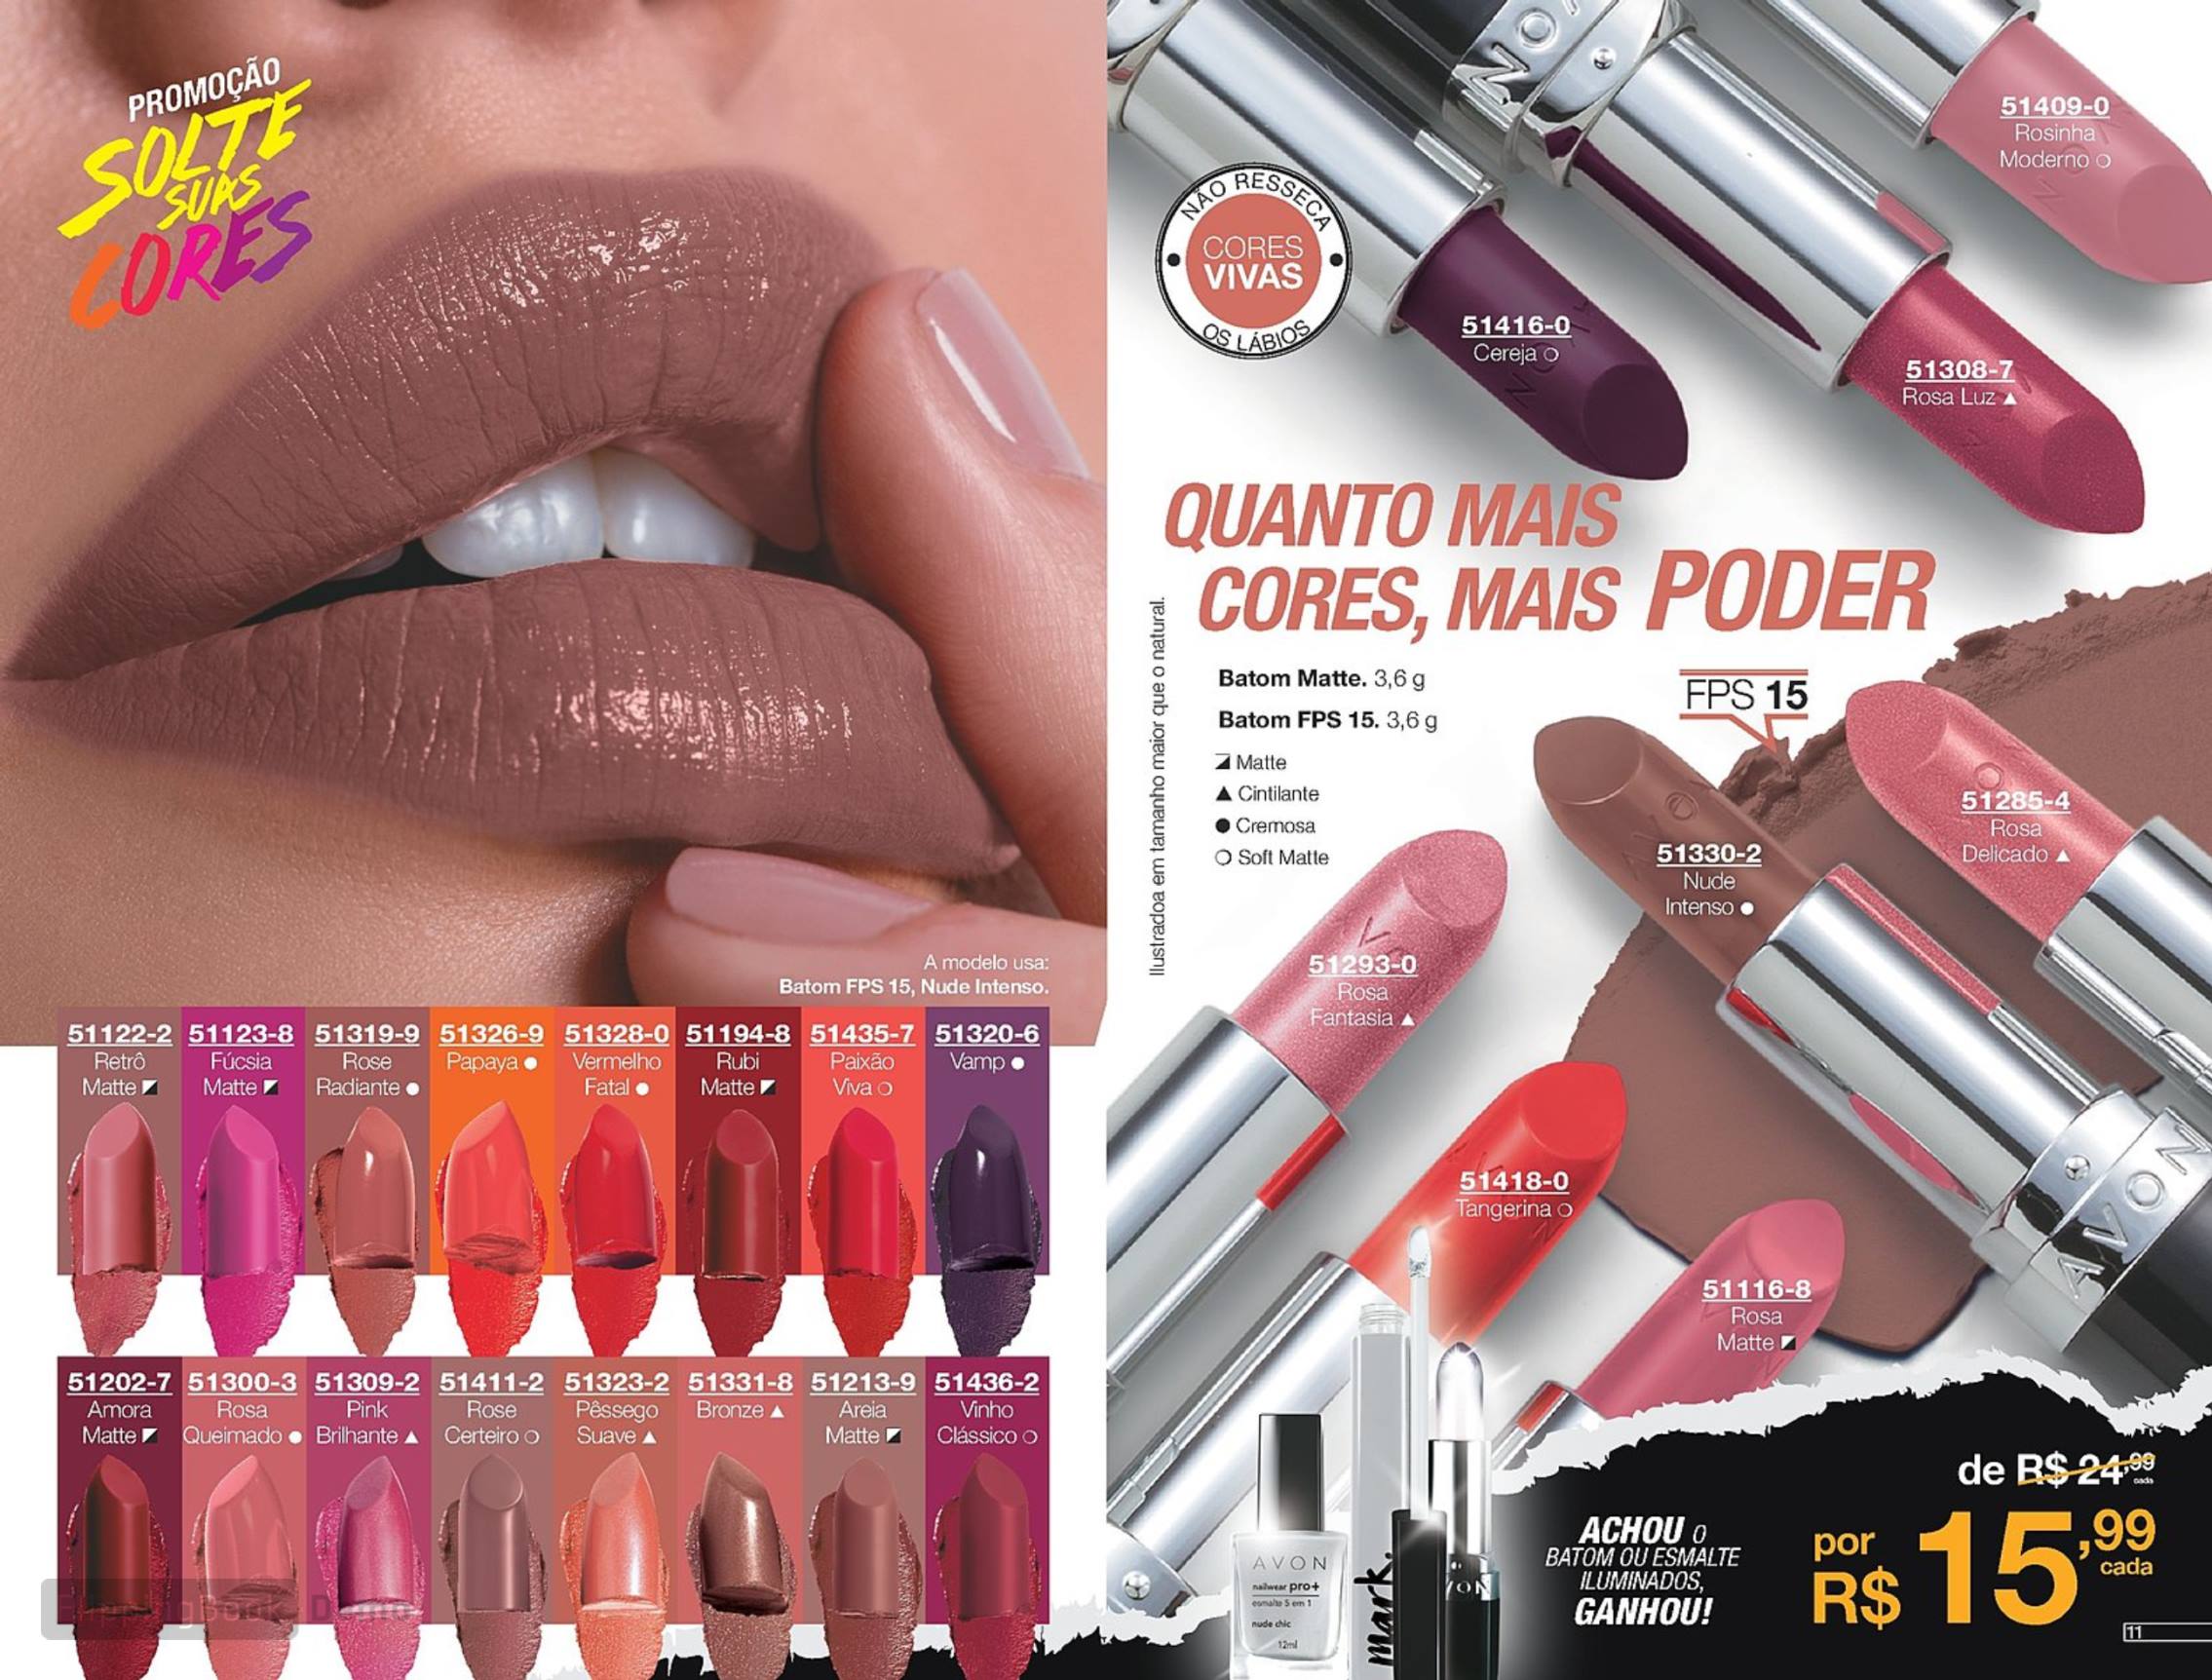 PROMOÇÃO
SOLTE
SUAS
CORES
A modelo usa:
Batom FPS 15, Nude Intenso.
51122-2
Retrô
Matte
51123-8
Fúcsia
Matte
51319-9
Rose
Radiante
51326-9
Papaya
51328-0
Vermelho
Fatal
51194-8
Rubi
Matte
51435-7
Paixão
Viva
51320-6
Vamp
51202-7
Amora
Matte
51300-3
Rosa
Queimado
51309-2
Pink
Brilhante
51411-2
Rose
Certeiro
51323-2
Pêssego
Suave
51331-8
Bronze
51213-9
Areia
Matte
51436-2
Vinho
Clássico
51409-0
Rosinha
Moderno
NÃO RESSECA
CORES
VIVAS
OS LÁBIOS
51416-0
Cereja
51308-7
Rosa Luz
QUANTO MAIS
CORES, MAIS PODER
Ilustradoa em tamanho maior que o natural.
Batom Matte. 3,6 g
Batom FPS 15. 3,6 g
Matte
Cintilante
Cremosa
Soft Matte
FPS 15
51285-4
Rosa
Delicado
51330-2
Nude
Intenso
51293-0
Rosa
Fantasia
51418-0
Tangerina
51116-8
Rosa
Matte
AVON
AVON
nailwear pro+
esmalte 5 em 1
nude chic
12ml
mark.
ACHOU O
BATOM OU ESMALTE
ILUMINADOS,
GANHOU!
de R$ 24,99
cada
por
R$ 15,99
cada
11